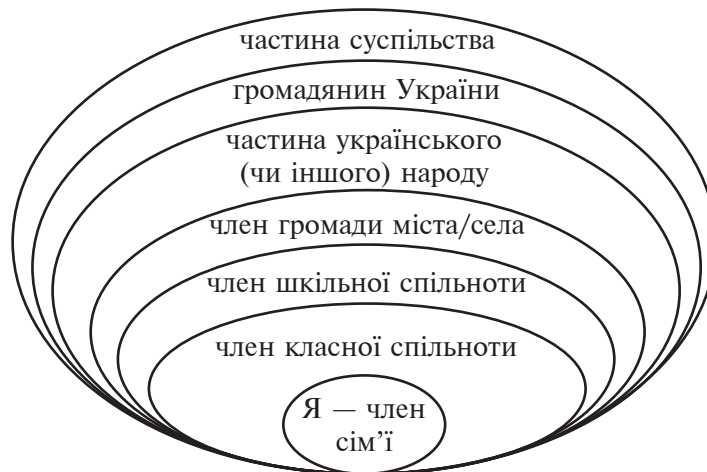 частина суспільства
громадянин України
частина українського
(чи іншого) народу
член громади міста/села
член шкільної спільноти
член класної спільноти
Я — член
сім’ї